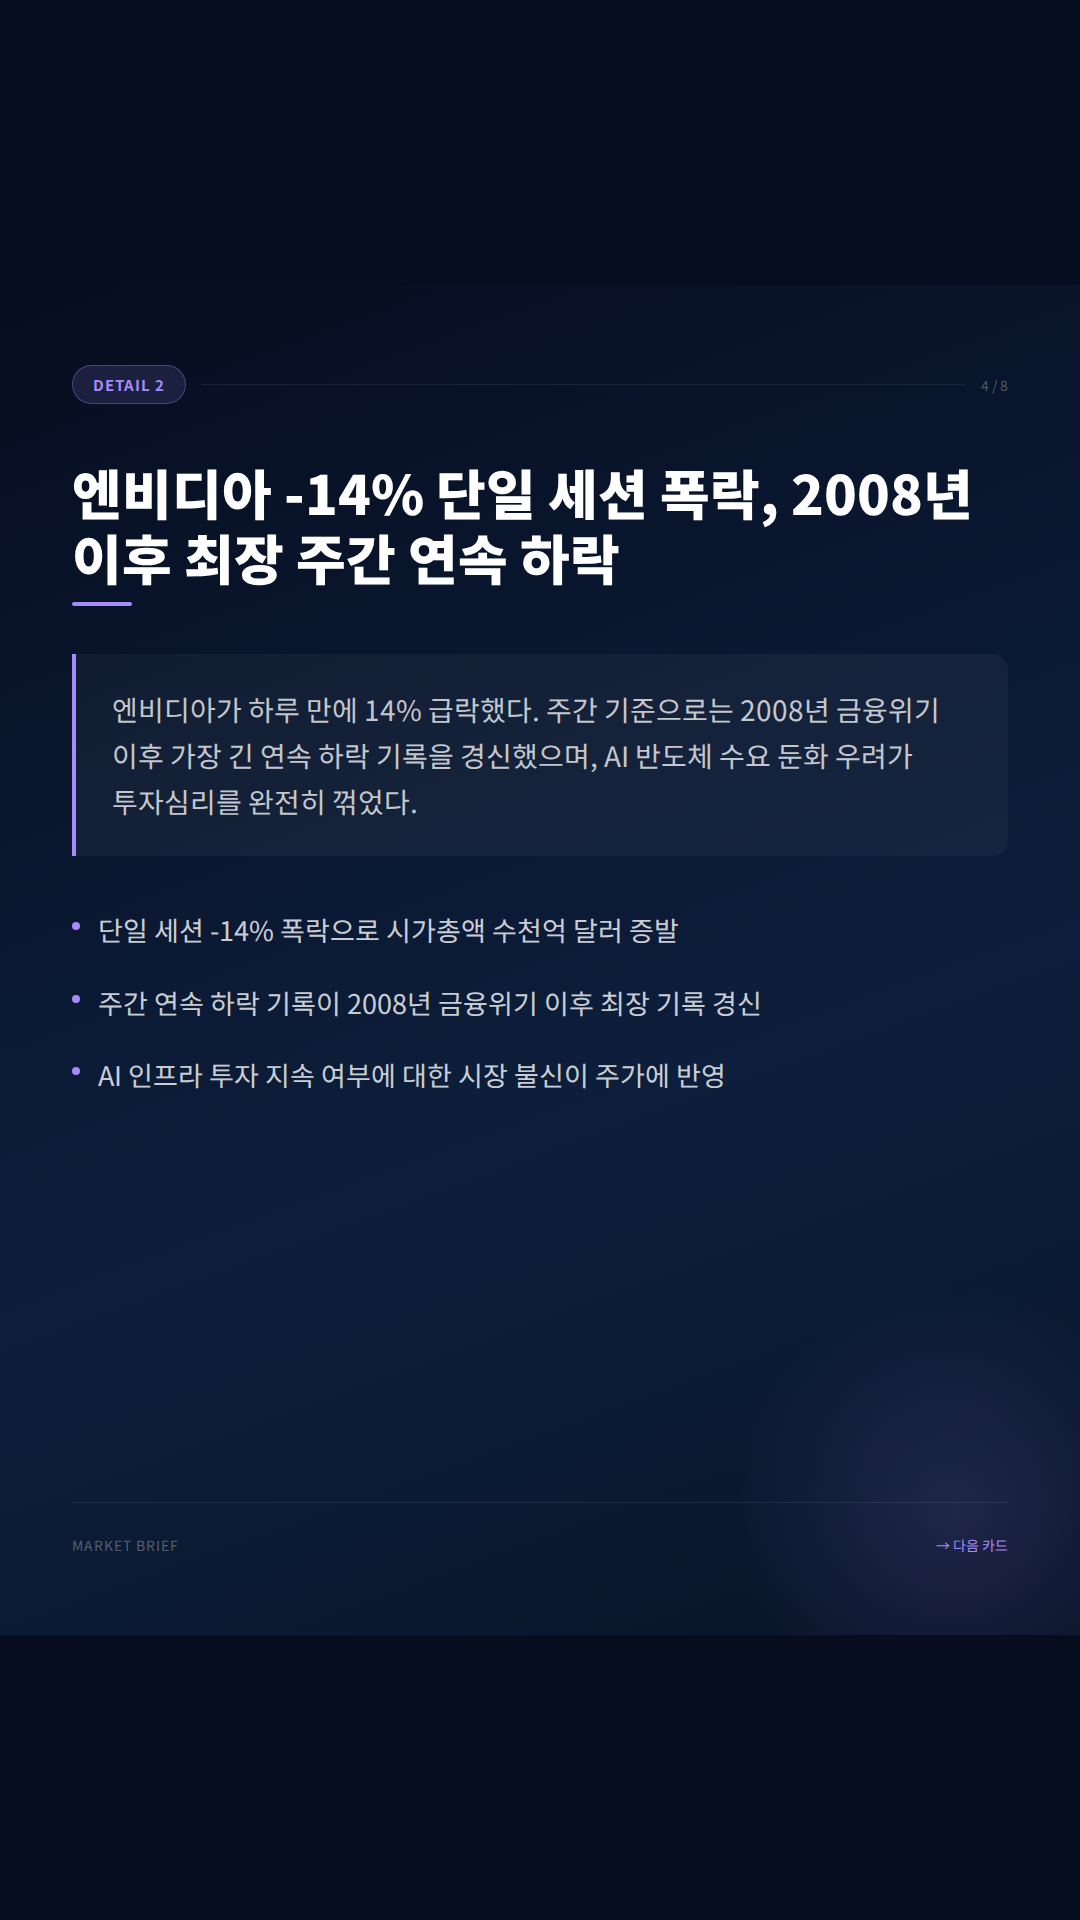 DETAIL 2
4 / 8
엔비디아 -14% 단일 세션 폭락, 2008년
이후 최장 주간 연속 하락
엔비디아가 하루 만에 14% 급락했다. 주간 기준으로는 2008년 금융위기
이후 가장 긴 연속 하락 기록을 경신했으며, AI 반도체 수요 둔화 우려가
투자심리를 완전히 꺾었다.
• 단일 세션 -14% 폭락으로 시가총액 수천억 달러 증발
• 주간 연속 하락 기록이 2008년 금융위기 이후 최장 기록 경신
• AI 인프라 투자 지속 여부에 대한 시장 불신이 주가에 반영
MARKET BRIEF
→ 다음 카드